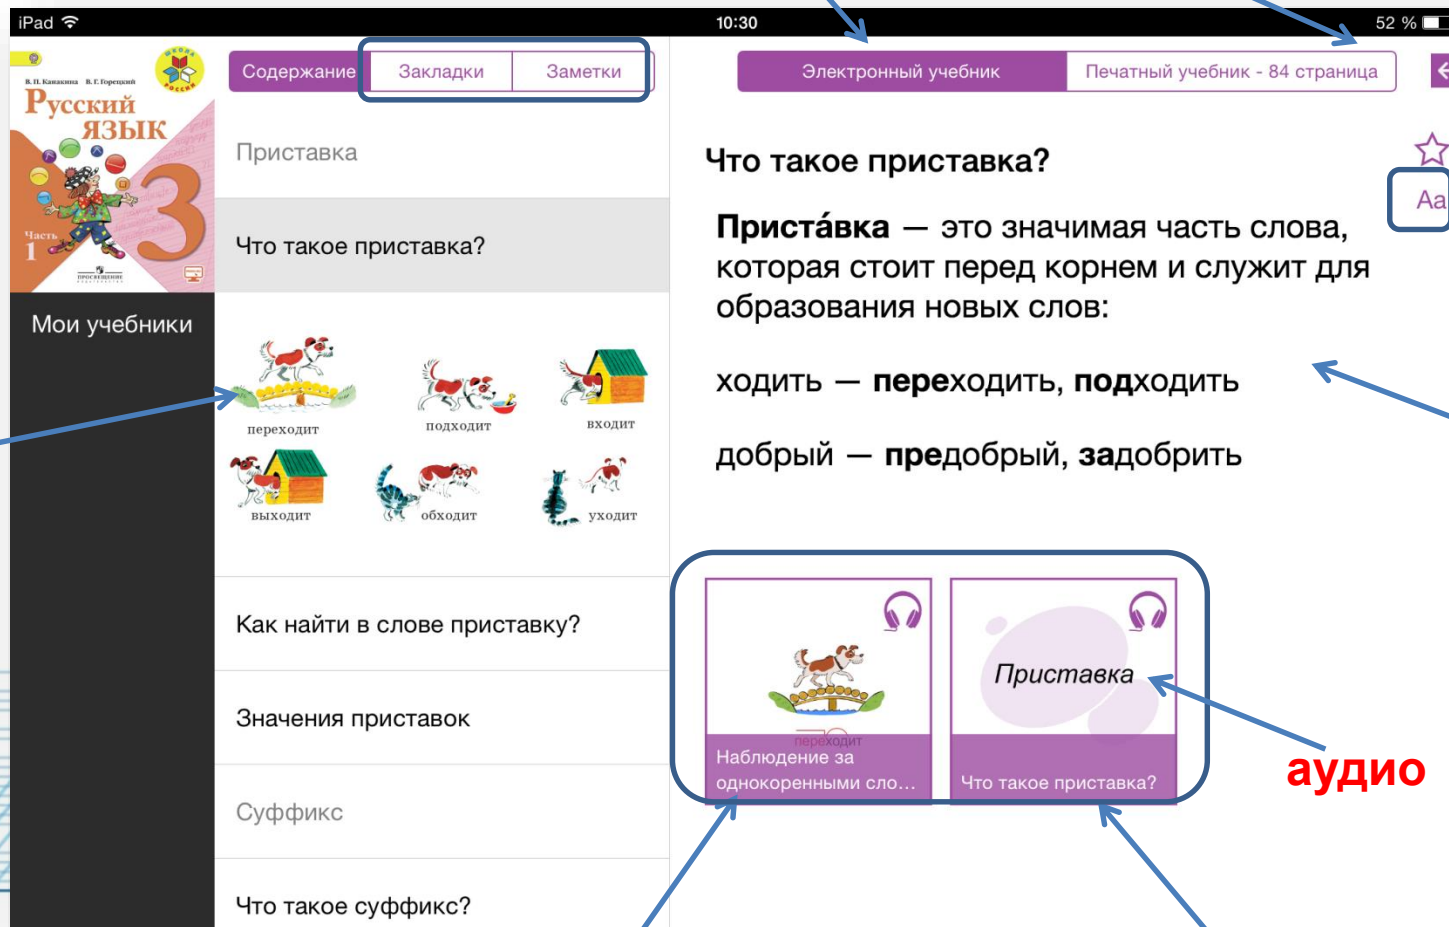 iPad
10:30
52 %
В. П. Канакина В. Г. Горецкий
ШКОЛА РОССИИ
Русский
ЯЗЫК
3
Часть
1
ПРОСВЕЩЕНИЕ
Мои учебники
Содержание
Закладки
Заметки
Приставка
Что такое приставка?
переходит
подходит
входит
выходит
обходит
уходит
Как найти в слове приставку?
Значения приставок
Суффикс
Что такое суффикс?
Электронный учебник
Печатный учебник - 84 страница
Aa
Что такое приставка?
Приста́вка — это значимая часть слова,
которая стоит перед корнем и служит для
образования новых слов:
ходить — переходить, подходить
добрый — предобрый, задобрить
переходит
Наблюдение за
однокоренными сло...
Приставка
Что такое приставка?
аудио